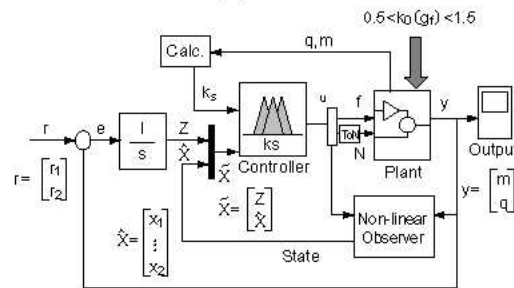 0.5<k₀(gf)<1.5
q, m
Calc.
kₛ
u
f
y
r
e
I
s
Z
X̂
X̃
ks
Controller
ToN
N
Plant
Output
r= [r₁ r₂]
X̃= [Z X̂]
y= [m q]
Non-linear
Observer
X̂= [x₁ ⋮ x₂]
State